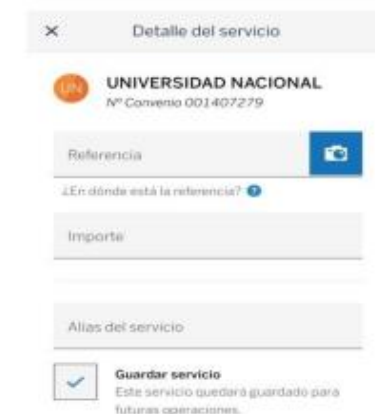 Detalle del servicio
UN
UNIVERSIDAD NACIONAL
Nº Convenio 001407279
Referencia
¿En dónde está la referencia? ?
Importe
Alias del servicio
Guardar servicio
Este servicio quedará guardado para
futuras operaciones.